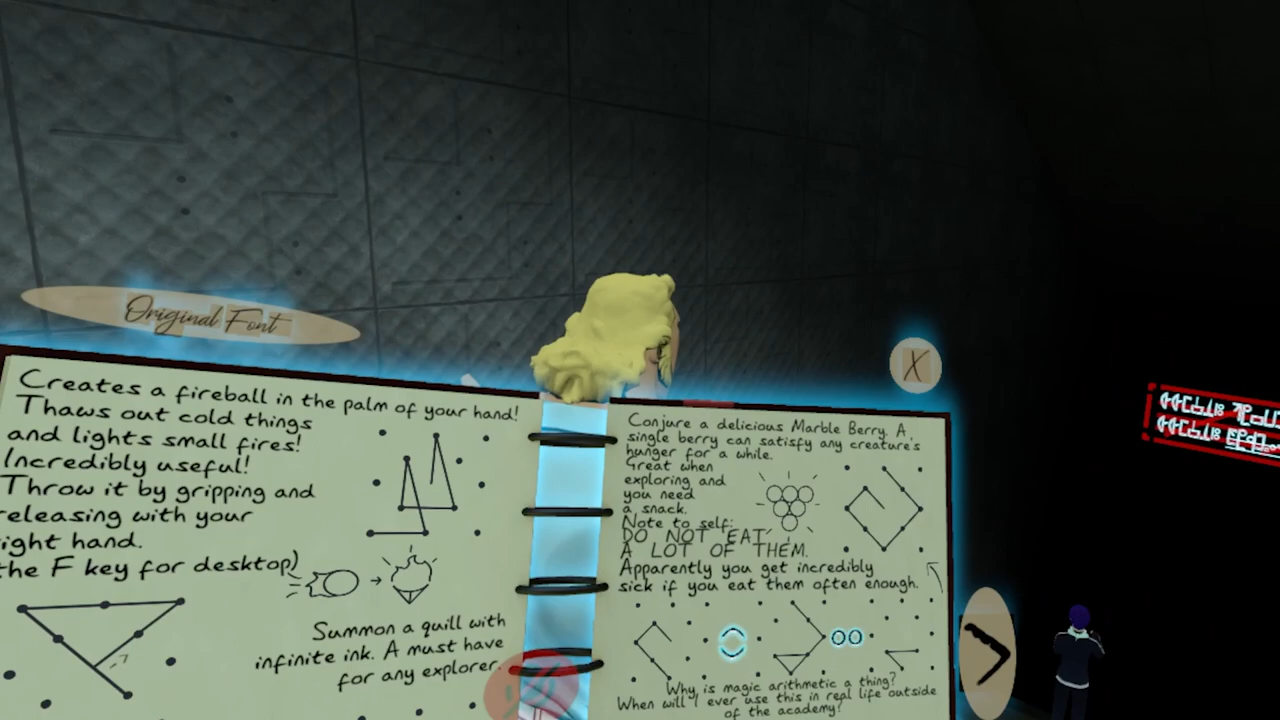 Original Font
X
Creates a fireball in the palm of your hand!
Thaws out cold things
and lights small fires!
Incredibly useful!
Throw it by gripping and
releasing with your
right hand.
the F key for desktop)
Summon a quill with
infinite ink. A must have
for any explorer.
Conjure a delicious Marble Berry. A
single berry can satisfy any creature's
hunger for a while.
Great when
exploring and
you need
a snack.
Note to self:
DO NOT EAT
A LOT OF THEM.
Apparently you get incredibly
sick if you eat them often enough.
Why is magic arithmetic a thing?
When will I ever use this in real life outside
of the academy?